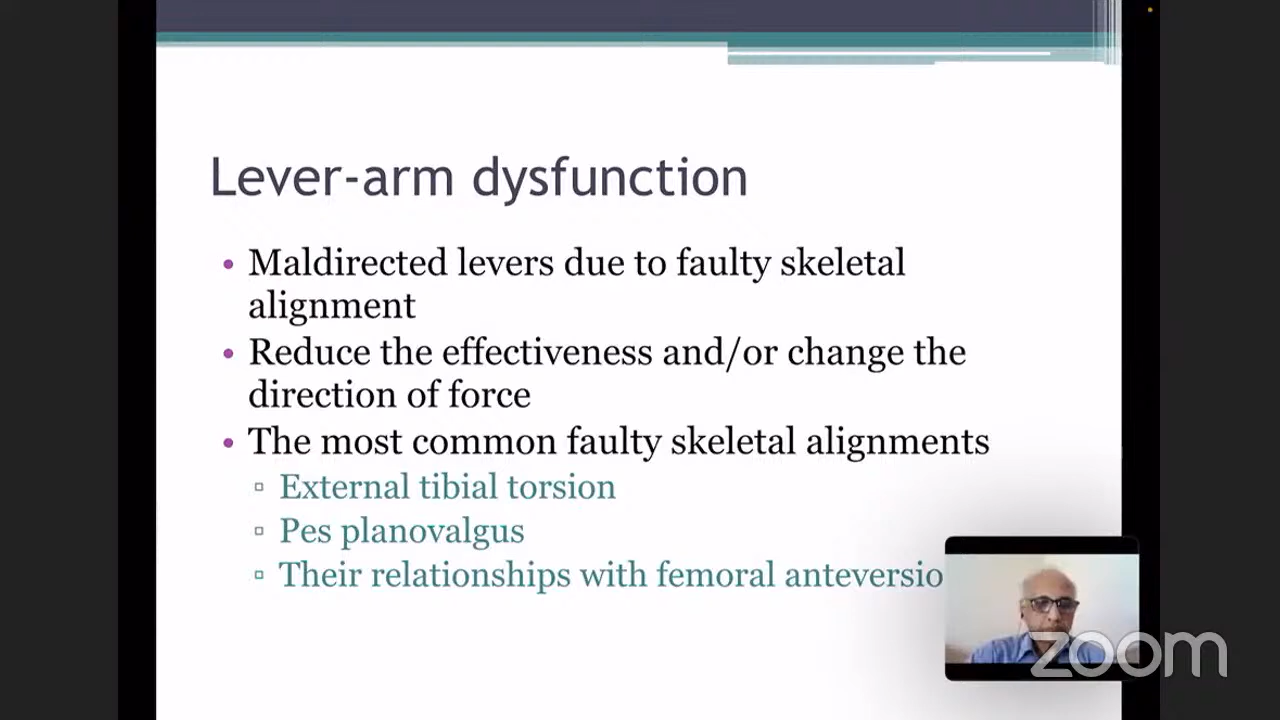 Lever-arm dysfunction
• Maldirected levers due to faulty skeletal
alignment
• Reduce the effectiveness and/or change the
direction of force
• The most common faulty skeletal alignments
▫ External tibial torsion
▫ Pes planovalgus
▫ Their relationships with femoral anteversio
zoom